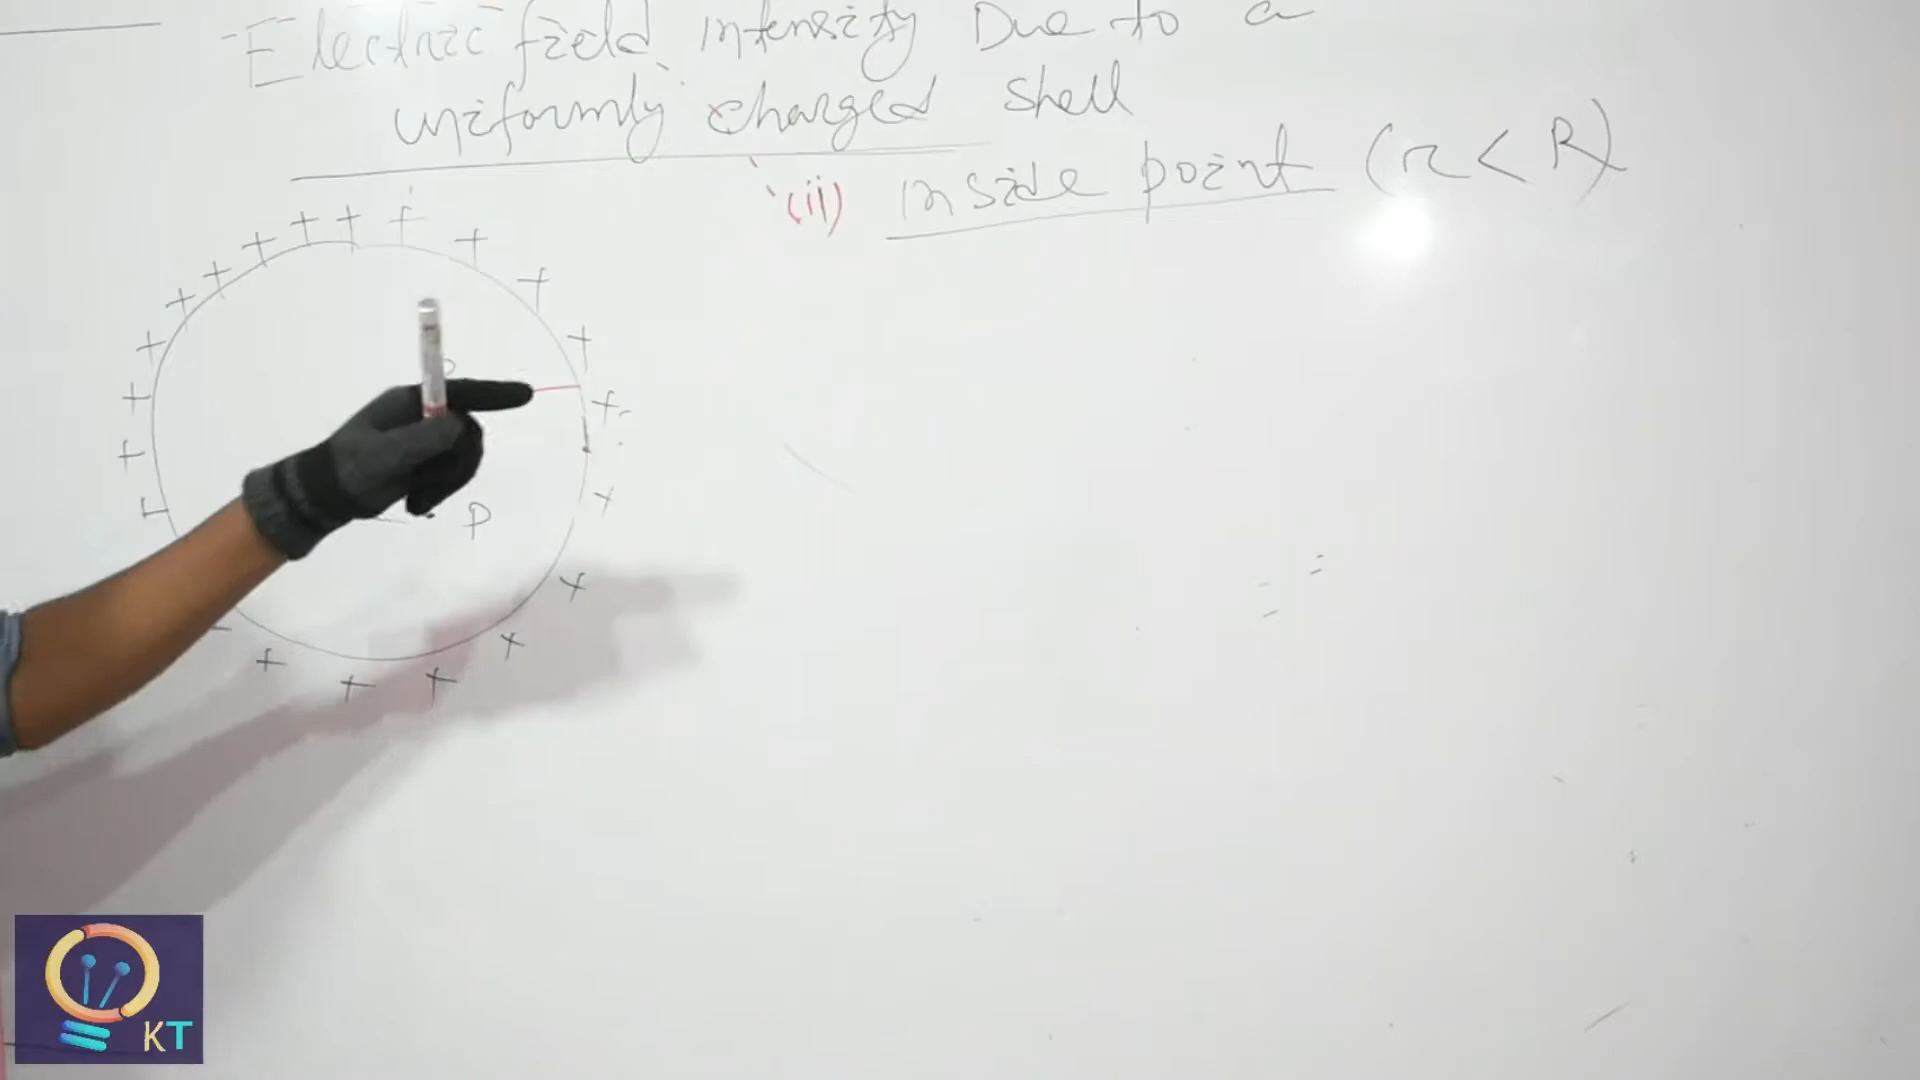 Electric field intensity Due to a
uniformly charged shell
(ii) inside point (r < R)
P
KT